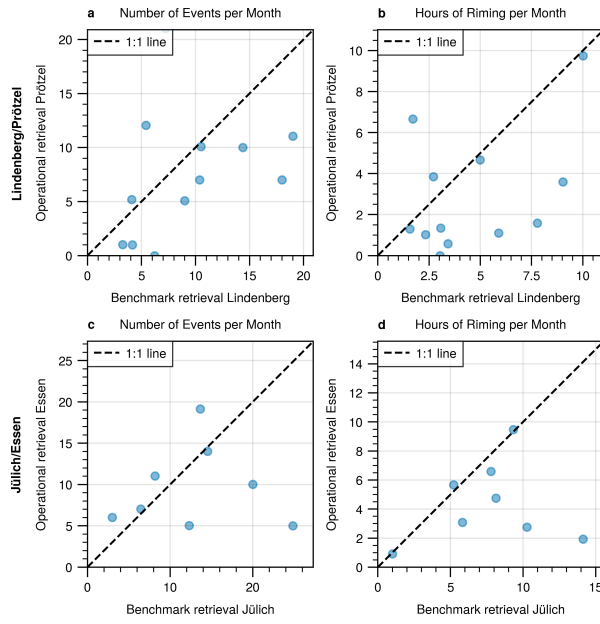 a Number of Events per Month
1:1 line
20
15
10
5
0
0 5 10 15 20
Operational retrieval Prötzel
Lindenberg/Prötzel
Benchmark retrieval Lindenberg
b Hours of Riming per Month
1:1 line
10
8
6
4
2
0
0 2.5 5 7.5 10
Operational retrieval Prötzel
Benchmark retrieval Lindenberg
c Number of Events per Month
1:1 line
25
20
15
10
5
0
0 10 20
Operational retrieval Essen
Jülich/Essen
Benchmark retrieval Jülich
d Hours of Riming per Month
1:1 line
14
12
10
8
6
4
2
0
0 5 10 15
Operational retrieval Essen
Benchmark retrieval Jülich